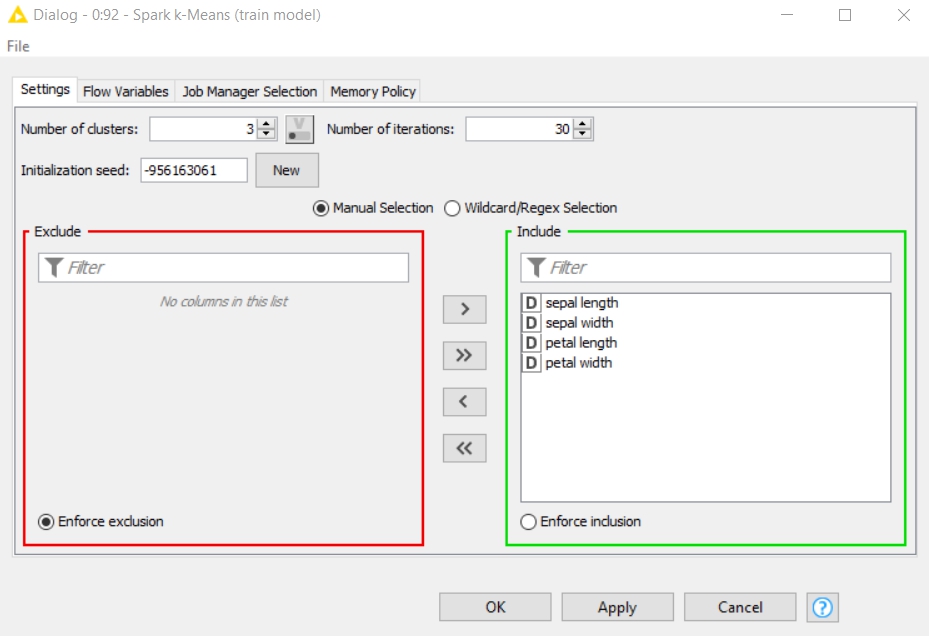 Dialog - 0:92 - Spark k-Means (train model)
File
Settings Flow Variables Job Manager Selection Memory Policy
Number of clusters: 3 V Number of iterations: 30
Initialization seed: -956163061 New
Manual Selection Wildcard/Regex Selection
Exclude
Filter
No columns in this list
Enforce exclusion
> 
>>
<
<<
Include
Filter
D sepal length
D sepal width
D petal length
D petal width
Enforce inclusion
OK Apply Cancel ?